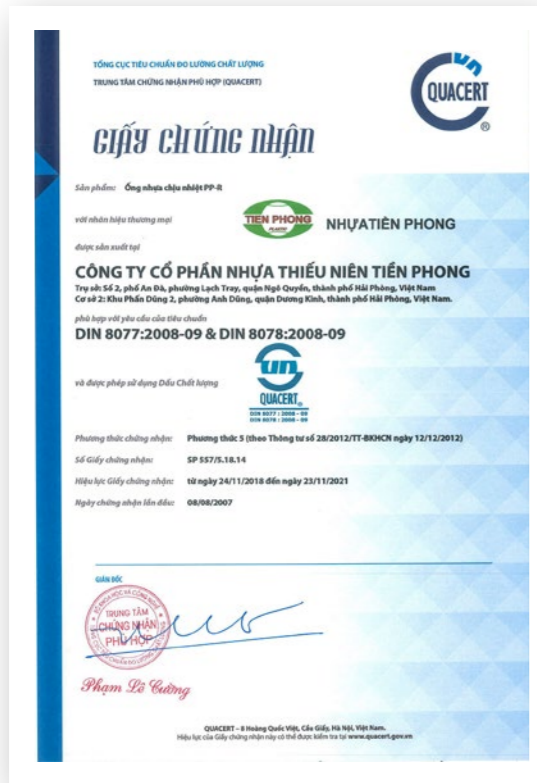 TỔNG CỤC TIÊU CHUẨN ĐO LƯỜNG CHẤT LƯỢNG
TRUNG TÂM CHỨNG NHẬN PHÙ HỢP (QUACERT)
QUACERT
®
GIẤY CHỨNG NHẬN
Sản phẩm: Ống nhựa chịu nhiệt PP-R
với nhãn hiệu thương mại TIEN PHONG PLASTIC NHỰATIỀN PHONG
được sản xuất tại
CÔNG TY CỔ PHẦN NHỰA THIẾU NIÊN TIỀN PHONG
Trụ sở: Số 2, phố An Đà, phường Lạch Tray, quận Ngô Quyền, thành phố Hải Phòng, Việt Nam
Cơ sở 2: Khu Phấn Dũng 2, phường Anh Dũng, quận Dương Kinh, thành phố Hải Phòng, Việt Nam.
phù hợp với yêu cầu của tiêu chuẩn
DIN 8077:2008-09 & DIN 8078:2008-09
và được phép sử dụng Dấu Chất lượng
QUACERT®
DIN 8077 : 2008 - 09
DIN 8078 : 2008 - 09
Phương thức chứng nhận: Phương thức 5 (theo Thông tư số 28/2012/TT-BKHCN ngày 12/12/2012)
Số Giấy chứng nhận: SP 557/5.18.14
Hiệu lực Giấy chứng nhận: từ ngày 24/11/2018 đến ngày 23/11/2021
Ngày chứng nhận lần đầu: 08/08/2007
GIÁM ĐỐC
TRUNG TÂM
CHỨNG NHẬN
PHÙ HỢP
Phạm Lê Cường
QUACERT – 8 Hoàng Quốc Việt, Cầu Giấy, Hà Nội, Việt Nam.
Hiệu lực của Giấy chứng nhận này có thể được kiểm tra tại www.quacert.gov.vn